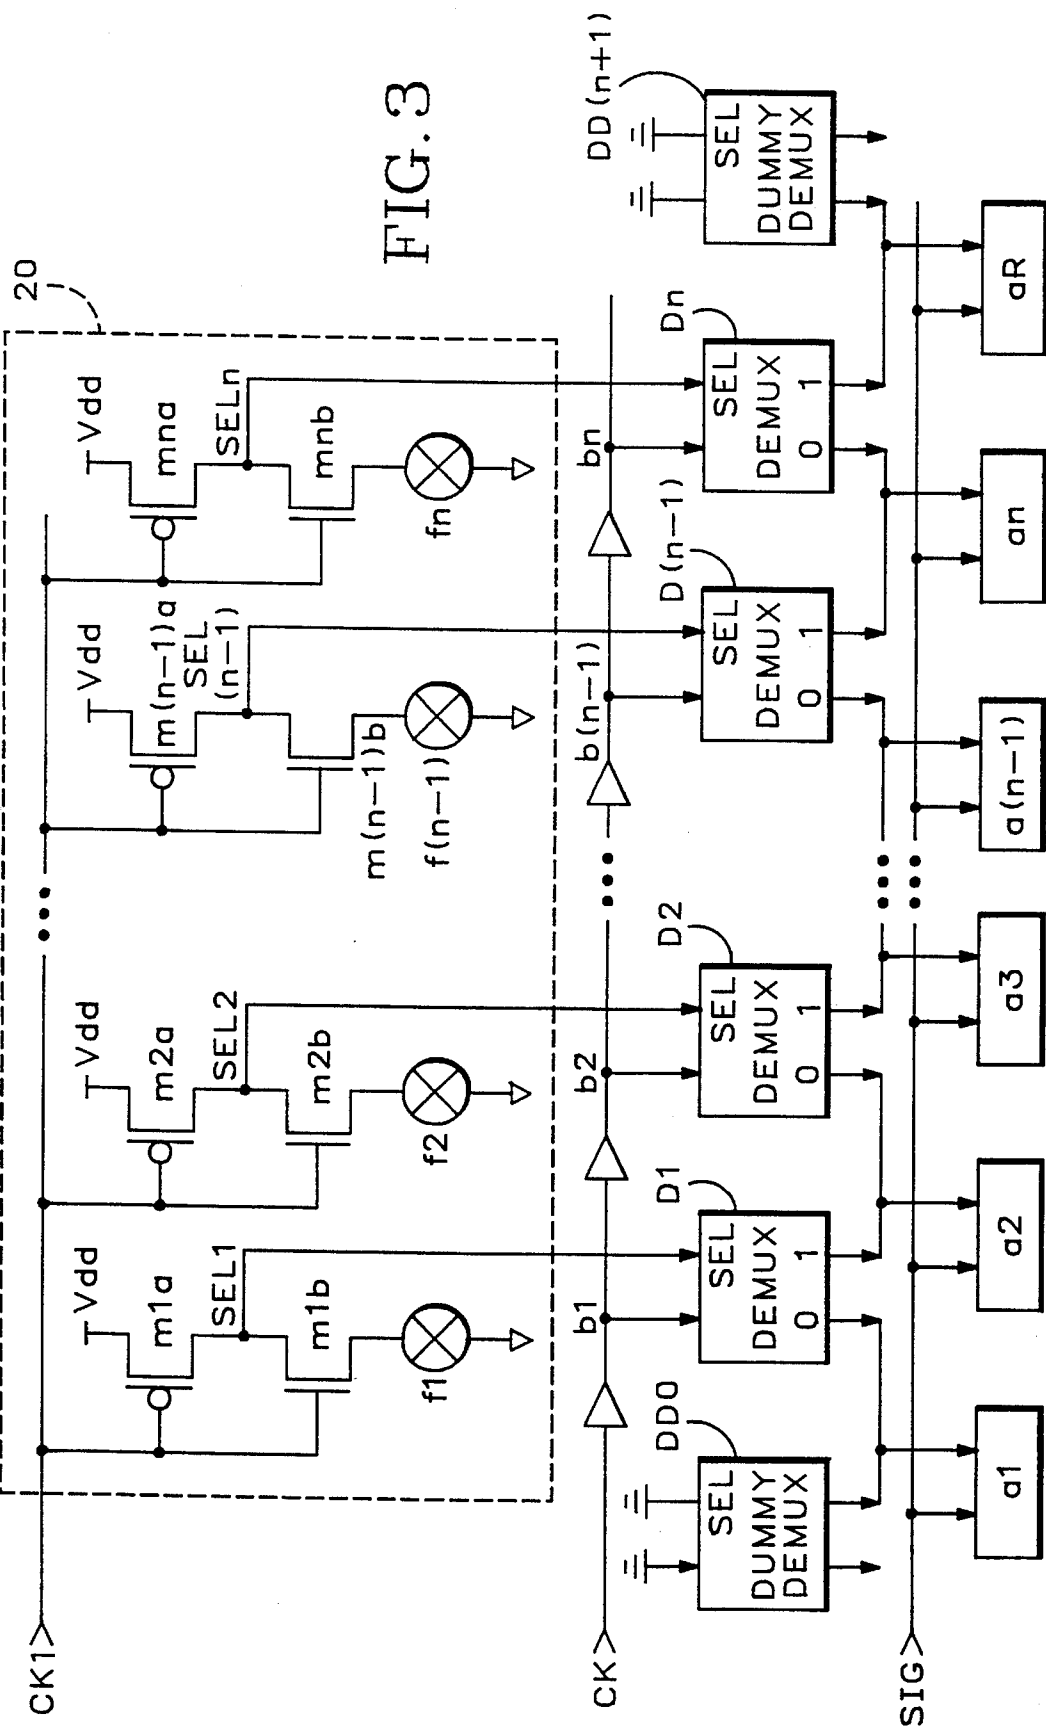 FIG. 3
20
CK1>
Vdd
m1a
SEL1
m1b
f1
Vdd
m2a
SEL2
m2b
f2
Vdd
m(n-1)a
SEL
(n-1)
m(n-1)b
f(n-1)
Vdd
mna
SELn
mnb
fn
CK>
b1
b2
b(n-1)
bn
DD0
D1
D2
D(n-1)
Dn
DD(n+1)
SEL
DUMMY
DEMUX
SEL
DEMUX
0 1
SEL
DEMUX
0 1
SEL
DEMUX
0 1
SEL
DEMUX
0 1
SEL
DUMMY
DEMUX
SIG>
a1
a2
a3
a(n-1)
an
aR